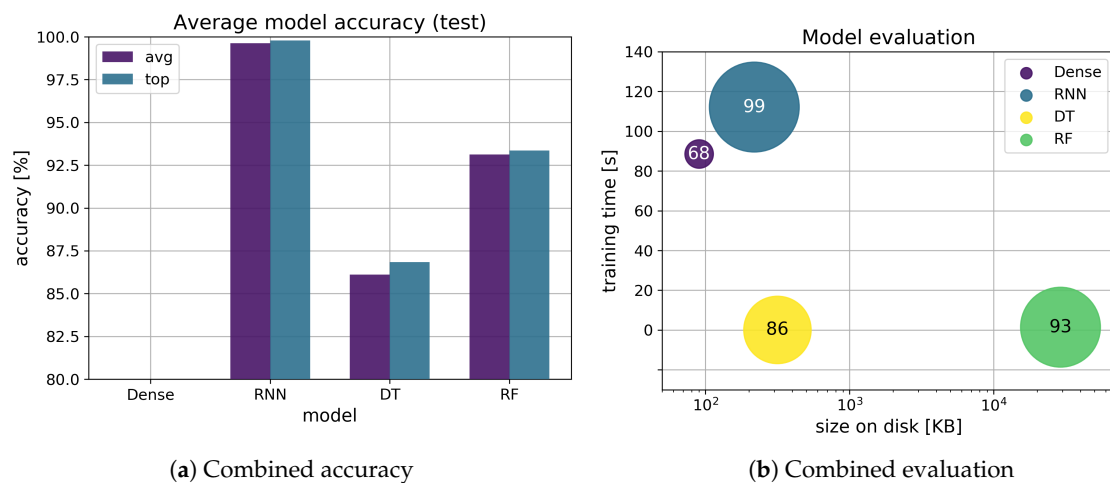 Average model accuracy (test)
100.0
97.5
95.0
92.5
90.0
87.5
85.0
82.5
80.0
accuracy [%]
avg
top
Dense RNN DT RF
model
(a) Combined accuracy
Model evaluation
140
120
100
80
60
40
20
0
training time [s]
99
68
86
93
Dense
RNN
DT
RF
10² 10³ 10⁴
size on disk [KB]
(b) Combined evaluation